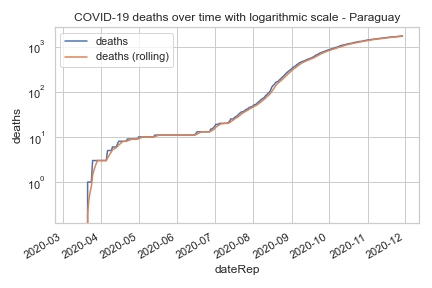 COVID-19 deaths over time with logarithmic scale - Paraguay
deaths
deaths (rolling)
10³
10²
10¹
10⁰
deaths
2020-03
2020-04
2020-05
2020-06
2020-07
2020-08
2020-09
2020-10
2020-11
2020-12
dateRep